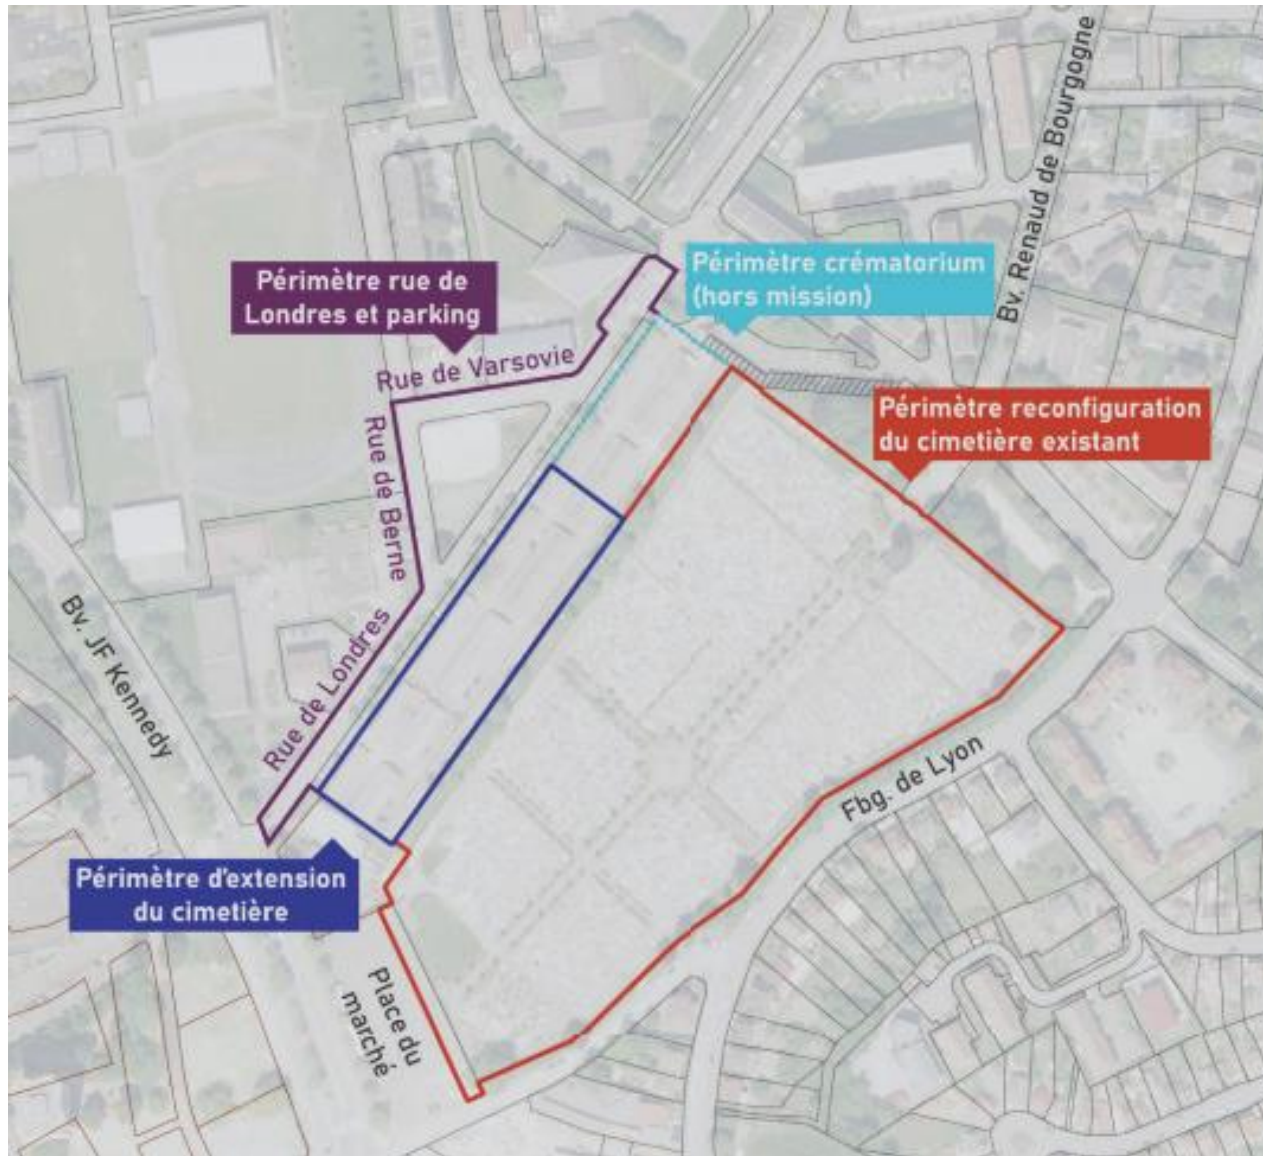 Bv. Renaud de Bourgogne
Périmètre crématorium
(hors mission)
Périmètre rue de
Londres et parking
Rue de Varsovie
Périmètre reconfiguration
du cimetière existant
Rue de Berne
Rue de Londres
Bv. JF Kennedy
Fbg. de Lyon
Périmètre d'extension
du cimetière
Place du
marché